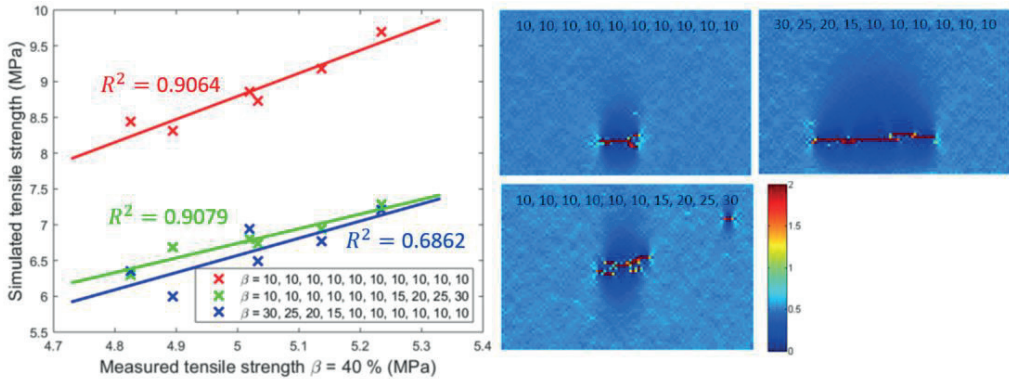 10
9.5
9
8.5
8
7.5
7
6.5
6
5.5
Simulated tensile strength (MPa)
R² = 0.9064
R² = 0.9079
R² = 0.6862
β = 10, 10, 10, 10, 10, 10, 10, 10, 10, 10
β = 10, 10, 10, 10, 10, 10, 15, 20, 25, 30
β = 30, 25, 20, 15, 10, 10, 10, 10, 10, 10
4.7 4.8 4.9 5 5.1 5.2 5.3 5.4
Measured tensile strength β = 40 % (MPa)
10, 10, 10, 10, 10, 10, 10, 10, 10, 10
30, 25, 20, 15, 10, 10, 10, 10, 10, 10
10, 10, 10, 10, 10, 10, 15, 20, 25, 30
2
1.5
1
0.5
0